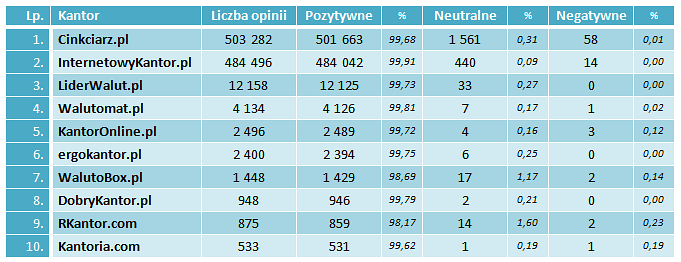 Lp. Kantor Liczba opinii Pozytywne % Neutralne % Negatywne %
1. Cinkciarz.pl 503 282 501 663 99,68 1 561 0,31 58 0,01
2. InternetowyKantor.pl 484 496 484 042 99,91 440 0,09 14 0,00
3. LiderWalut.pl 12 158 12 125 99,73 33 0,27 0 0,00
4. Walutomat.pl 4 134 4 126 99,81 7 0,17 1 0,02
5. KantorOnline.pl 2 496 2 489 99,72 4 0,16 3 0,12
6. ergokantor.pl 2 400 2 394 99,75 6 0,25 0 0,00
7. WalutoBox.pl 1 448 1 429 98,69 17 1,17 2 0,14
8. DobryKantor.pl 948 946 99,79 2 0,21 0 0,00
9. RKantor.com 875 859 98,17 14 1,60 2 0,23
10. Kantoria.com 533 531 99,62 1 0,19 1 0,19